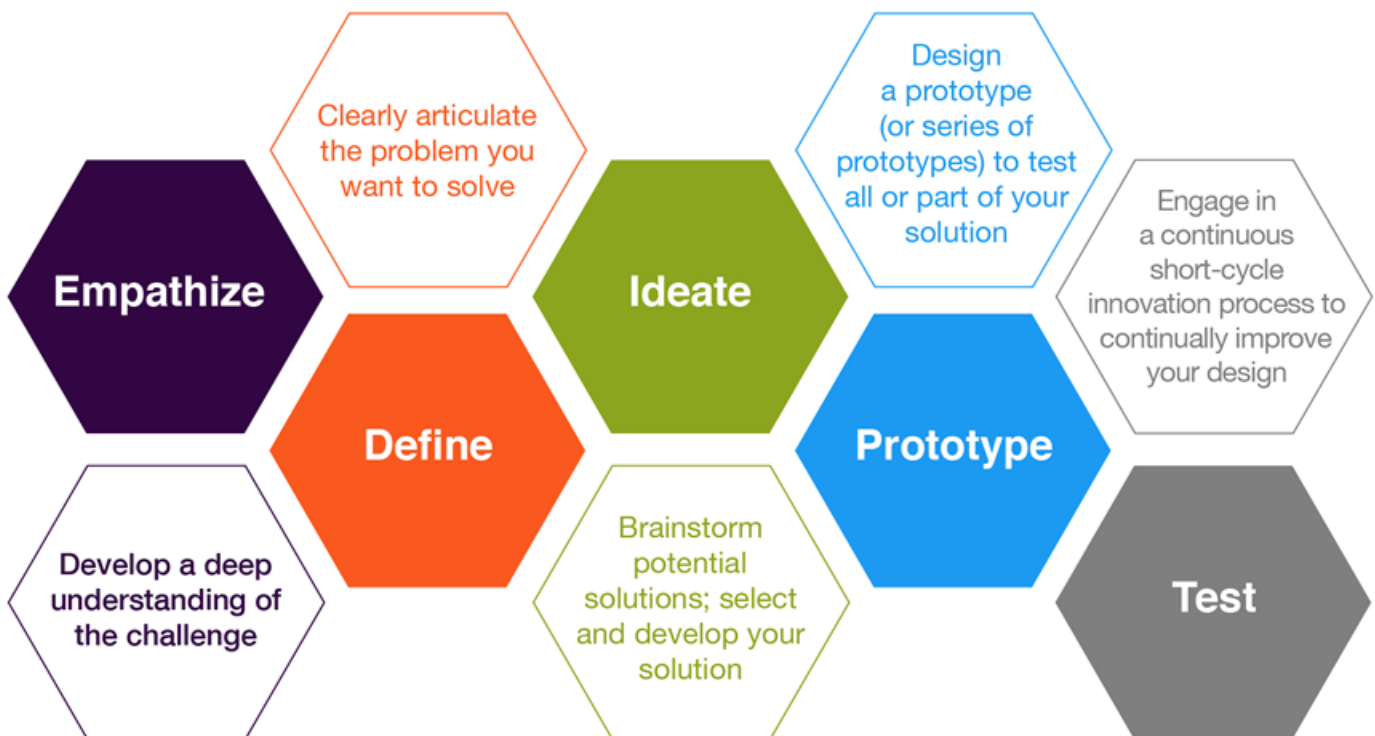 Empathize
Develop a deep
understanding of
the challenge
Clearly articulate
the problem you
want to solve
Define
Ideate
Brainstorm
potential
solutions; select
and develop your
solution
Design
a prototype
(or series of
prototypes) to test
all or part of your
solution
Prototype
Engage in
a continuous
short-cycle
innovation process to
continually improve
your design
Test